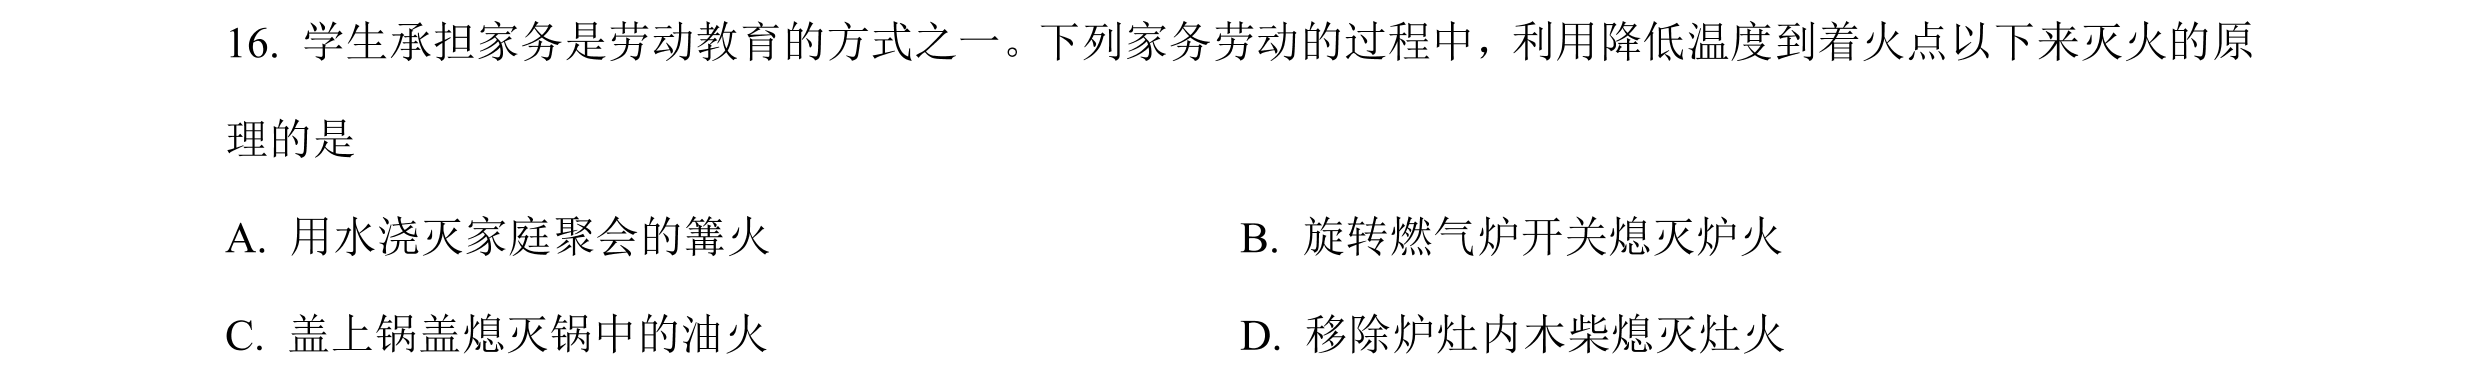 16. 学生承担家务是劳动教育的方式之一。下列家务劳动的过程中，利用降低温度到着火点以下来灭火的原
理的是
A. 用水浇灭家庭聚会的篝火 B. 旋转燃气炉开关熄灭炉火
C. 盖上锅盖熄灭锅中的油火 D. 移除炉灶内木柴熄灭灶火